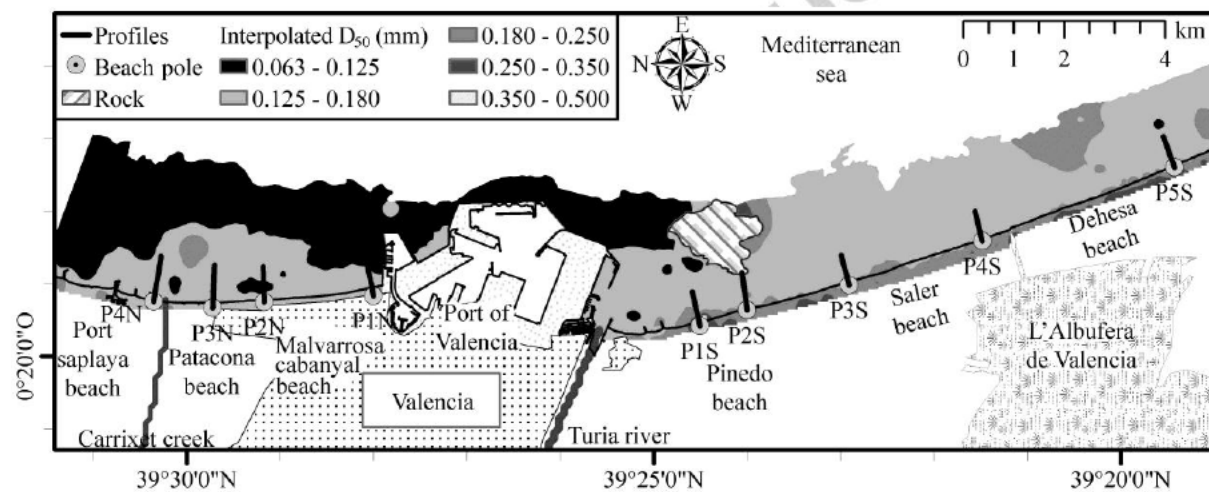 Profiles
Beach pole
Rock
Interpolated D₅₀ (mm)
0.063 - 0.125
0.125 - 0.180
0.180 - 0.250
0.250 - 0.350
0.350 - 0.500
E
N S
W
Mediterranean
sea
0 2 4
km
P5S
Dehesa
beach
P4S
P3S
Saler
beach
P4N
P3N
P2N
P1N
Port of
Valencia
P1S
P2S
Pinedo
beach
Port
saplaya
beach
Patacona
beach
Malvarrosa
cabanyal
beach
Valencia
L'Albufera
de Valencia
Carrixet creek
Turia river
0°20'0"O
39°30'0"N
39°25'0"N
39°20'0"N